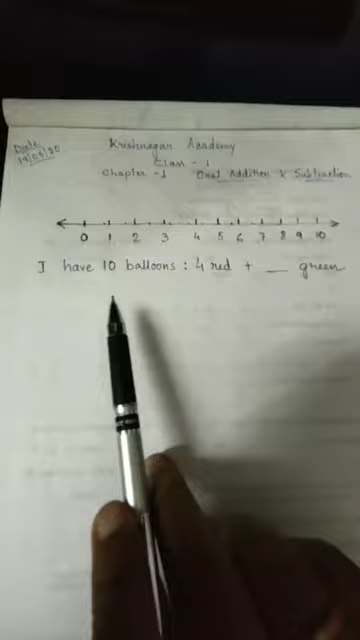 Date
19/05/20
Krishnagar Academy
Class - 1
Chapter - 1 Oral Addition & Subtraction
0 1 2 3 4 5 6 7 8 9 10
I have 10 balloons : 4 red + __ green